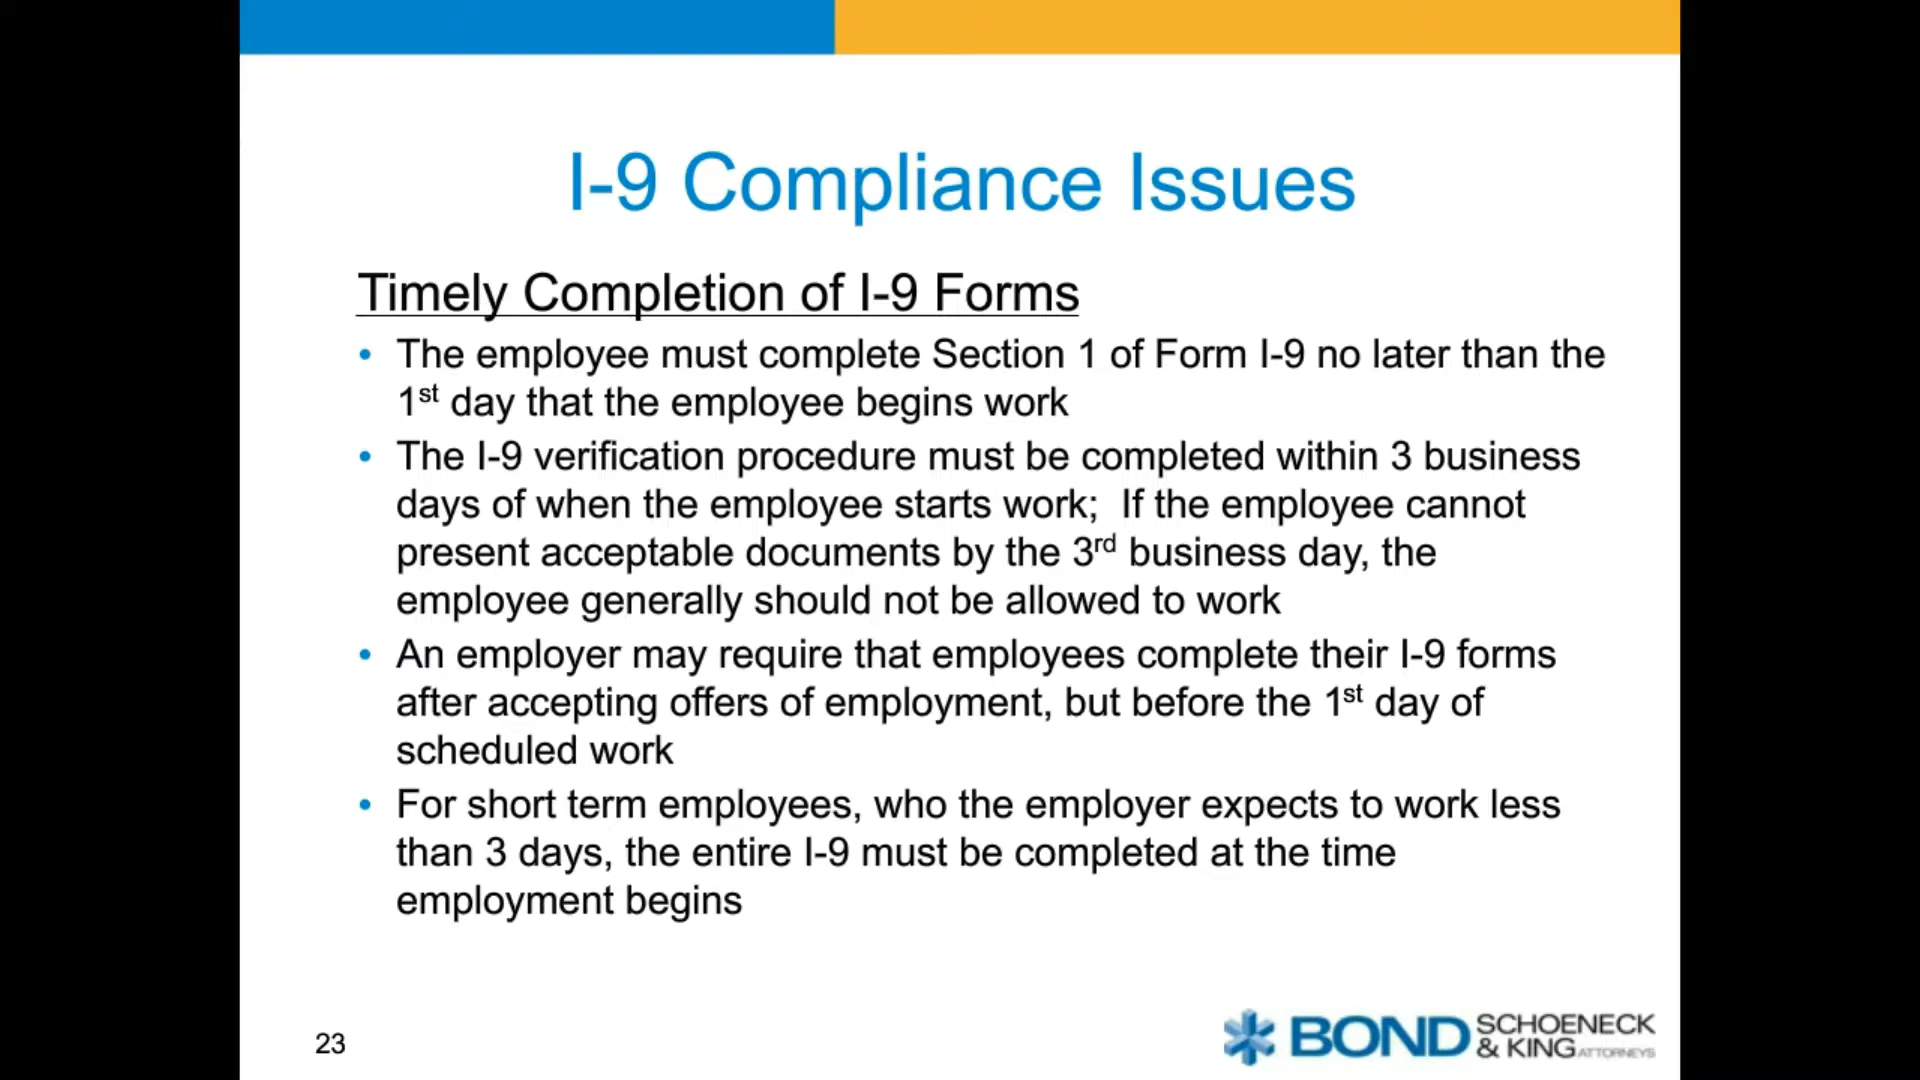 I-9 Compliance Issues
Timely Completion of I-9 Forms
• The employee must complete Section 1 of Form I-9 no later than the
1st day that the employee begins work
• The I-9 verification procedure must be completed within 3 business
days of when the employee starts work;  If the employee cannot
present acceptable documents by the 3rd business day, the
employee generally should not be allowed to work
• An employer may require that employees complete their I-9 forms
after accepting offers of employment, but before the 1st day of
scheduled work
• For short term employees, who the employer expects to work less
than 3 days, the entire I-9 must be completed at the time
employment begins
23
BOND SCHOENECK
& KING ATTORNEYS